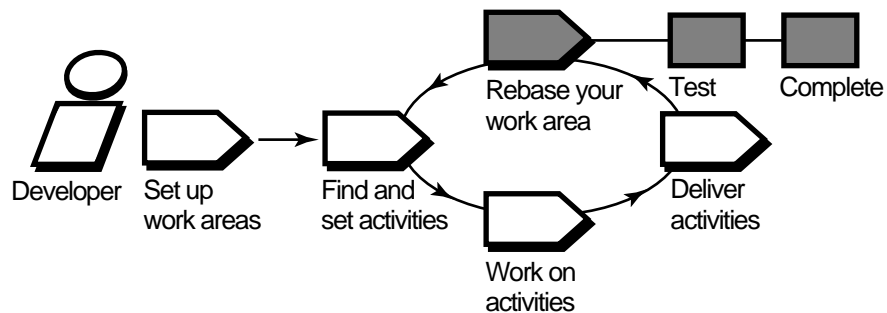 Rebase your
work area
Test
Complete
Developer
Set up
work areas
Find and
set activities
Deliver
activities
Work on
activities